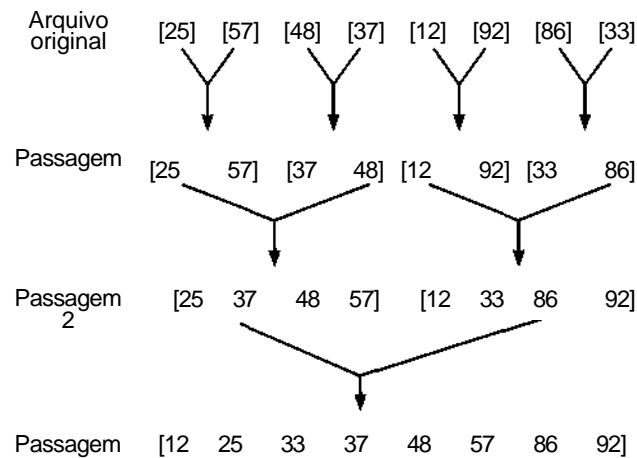 Arquivo
original
[25] [57] [48] [37] [12] [92] [86] [33]
Passagem
[25 57] [37 48] [12 92] [33 86]
Passagem
2
[25 37 48 57] [12 33 86 92]
Passagem
[12 25 33 37 48 57 86 92]